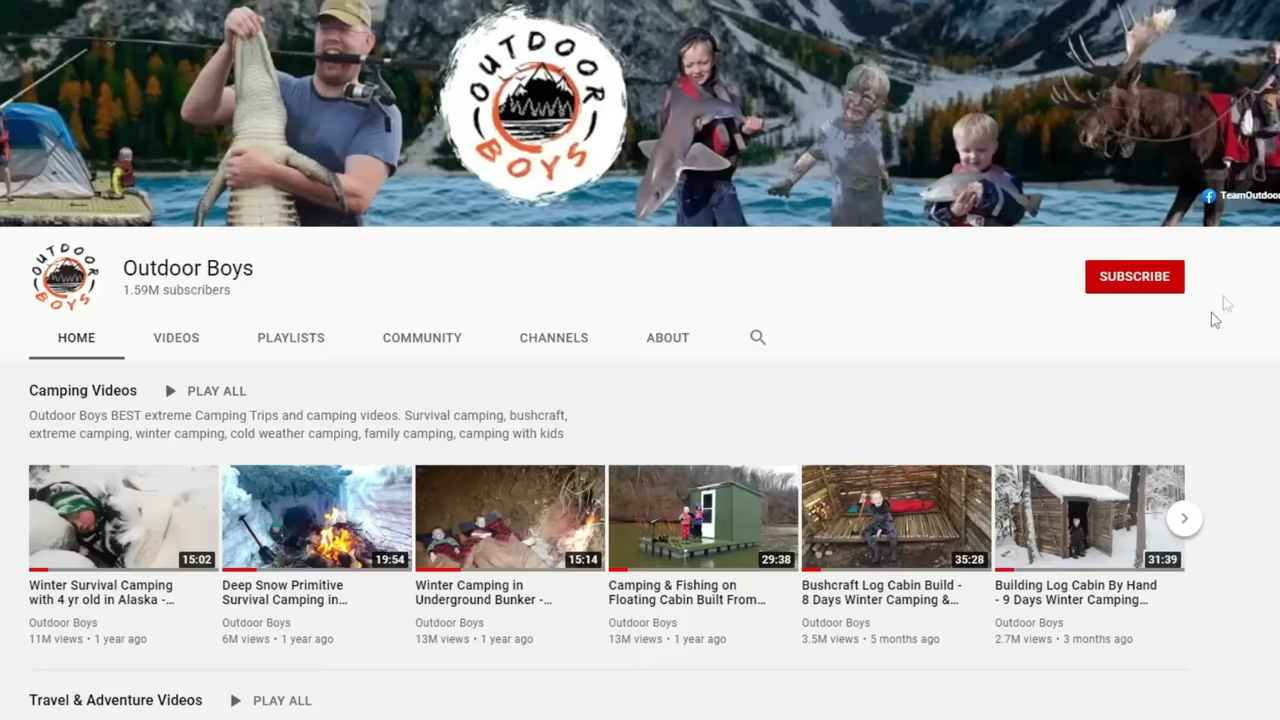 OUTDOOR
BOYS
TeamOutdoor
OUTDOOR
BOYS
Outdoor Boys
1.59M subscribers
SUBSCRIBE
HOME VIDEOS PLAYLISTS COMMUNITY CHANNELS ABOUT
Camping Videos PLAY ALL
Outdoor Boys BEST extreme Camping Trips and camping videos. Survival camping, bushcraft,
extreme camping, winter camping, cold weather camping, family camping, camping with kids
15:02 19:54 15:14 29:38 35:28 31:39
Winter Survival Camping
with 4 yr old in Alaska -...
Outdoor Boys
11M views • 1 year ago
Deep Snow Primitive
Survival Camping in...
Outdoor Boys
6M views • 1 year ago
Winter Camping in
Underground Bunker -...
Outdoor Boys
13M views • 1 year ago
Camping & Fishing on
Floating Cabin Built From...
Outdoor Boys
13M views • 1 year ago
Bushcraft Log Cabin Build -
8 Days Winter Camping &...
Outdoor Boys
3.5M views • 5 months ago
Building Log Cabin By Hand
- 9 Days Winter Camping...
Outdoor Boys
2.7M views • 3 months ago
Travel & Adventure Videos PLAY ALL